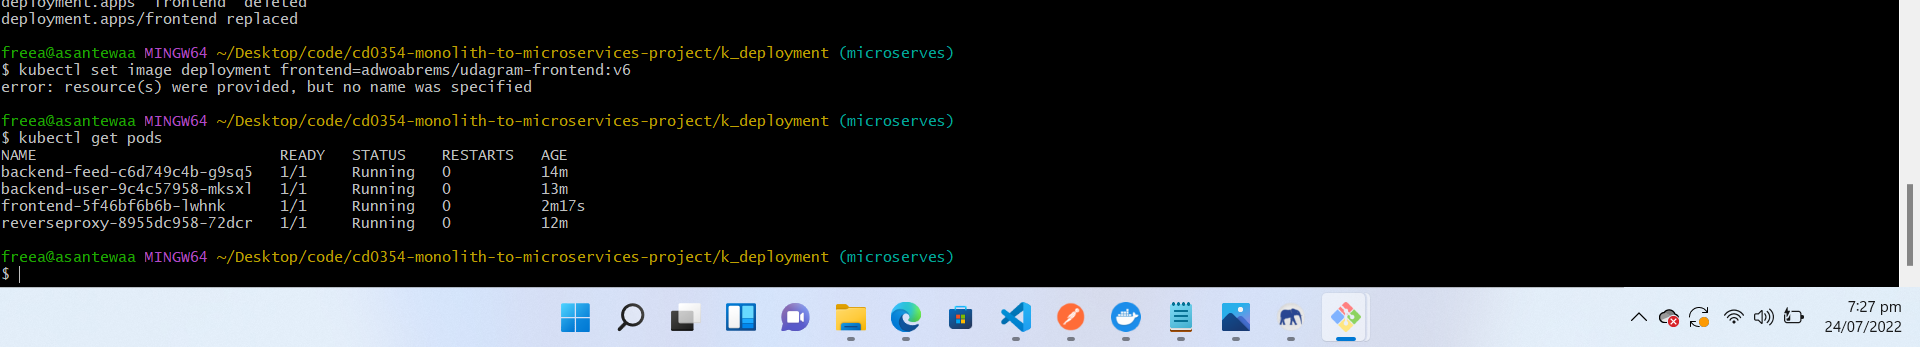 deployment.apps "frontend" deleted
deployment.apps/frontend replaced
freea@asantewaa MINGW64 ~/Desktop/code/cd0354-monolith-to-microservices-project/k_deployment (microserves)
$ kubectl set image deployment frontend=adwoabrems/udagram-frontend:v6
error: resource(s) were provided, but no name was specified
freea@asantewaa MINGW64 ~/Desktop/code/cd0354-monolith-to-microservices-project/k_deployment (microserves)
$ kubectl get pods
NAME READY STATUS RESTARTS AGE
backend-feed-c6d749c4b-g9sq5 1/1 Running 0 14m
backend-user-9c4c57958-mksxl 1/1 Running 0 13m
frontend-5f46bf6b6b-lwhnk 1/1 Running 0 2m17s
reverseproxy-8955dc958-72dcr 1/1 Running 0 12m
freea@asantewaa MINGW64 ~/Desktop/code/cd0354-monolith-to-microservices-project/k_deployment (microserves)
$
7:27 pm
24/07/2022